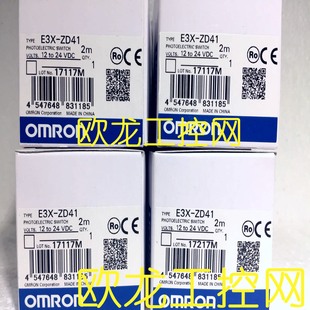 TYPE E3X-ZD41
PHOTOELECTRIC SWITCH 2m
VOLTS. 12 to 24 VDC QTY. 1
LOT No. 17117M
4 547648 831185
OMRON Corporation MADE IN CHINA
OMRON
TYPE E3X-ZD41
PHOTOELECTRIC SWITCH 2m
VOLTS. 12 to 24 VDC QTY. 1
LOT No. 17117M
4 547648 831185
OMRON Corporation MADE IN CHINA
OMRON
TYPE E3X-ZD41
PHOTOELECTRIC SWITCH 2m
VOLTS. 12 to 24 VDC QTY. 1
LOT No. 17117M
4 547648 831185
OMRON Corporation MADE IN CHINA
OMRON
TYPE E3X-ZD41
PHOTOELECTRIC SWITCH 2m
VOLTS. 12 to 24 VDC QTY. 1
LOT No. 17217M
4 547648 831185
OMRON Corporation MADE IN CHINA
欧龙工控网
欧龙工控网